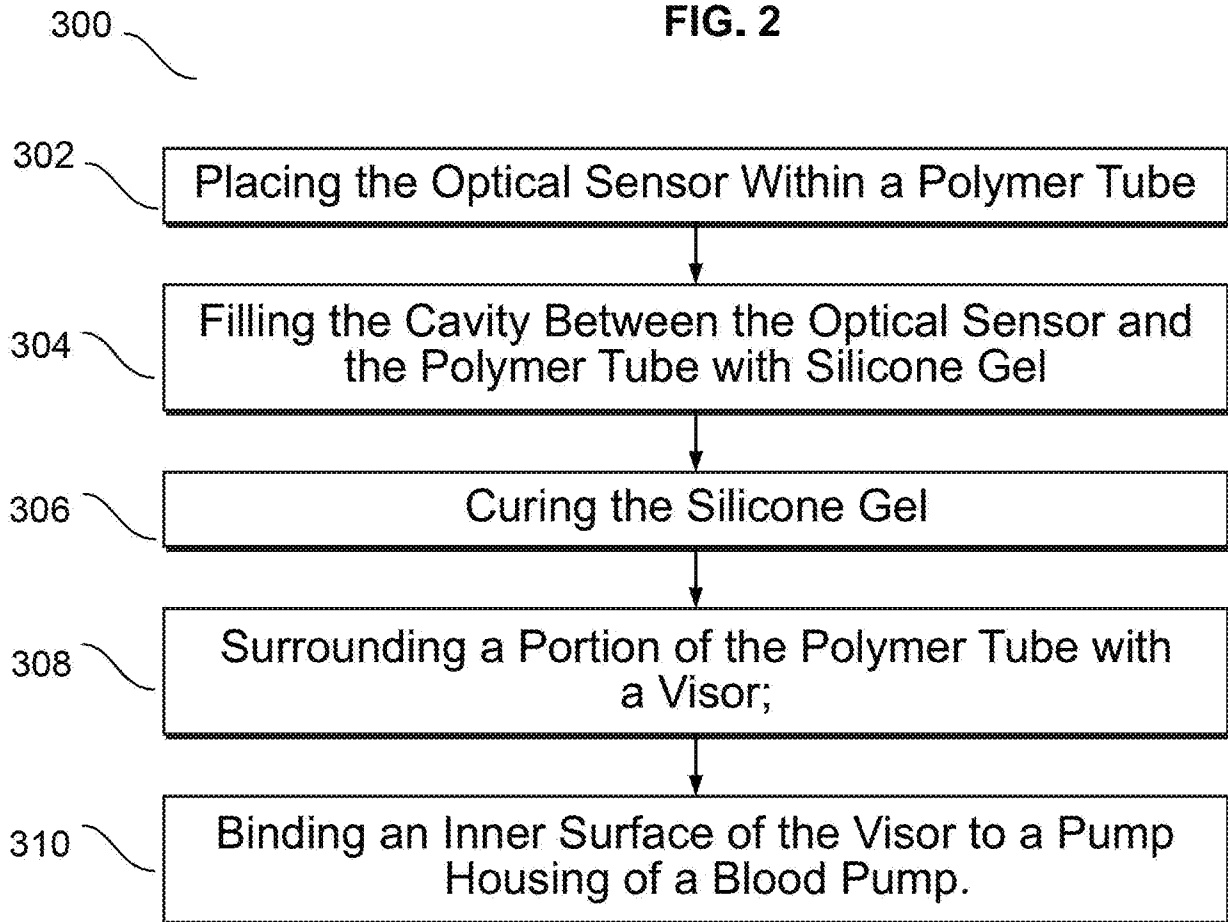 FIG. 2
300
302
Placing the Optical Sensor Within a Polymer Tube
304
Filling the Cavity Between the Optical Sensor and
the Polymer Tube with Silicone Gel
306
Curing the Silicone Gel
308
Surrounding a Portion of the Polymer Tube with
a Visor;
310
Binding an Inner Surface of the Visor to a Pump
Housing of a Blood Pump.